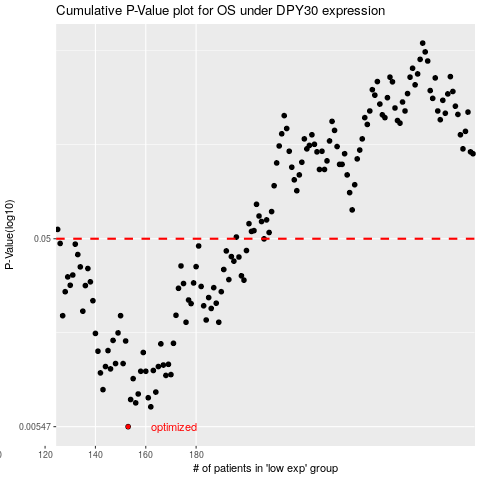 Cumulative P-Value plot for OS under DPY30 expression
P-Value(log10)
0.05
0.00547
optimized
0 120 140 160 180
# of patients in 'low exp' group